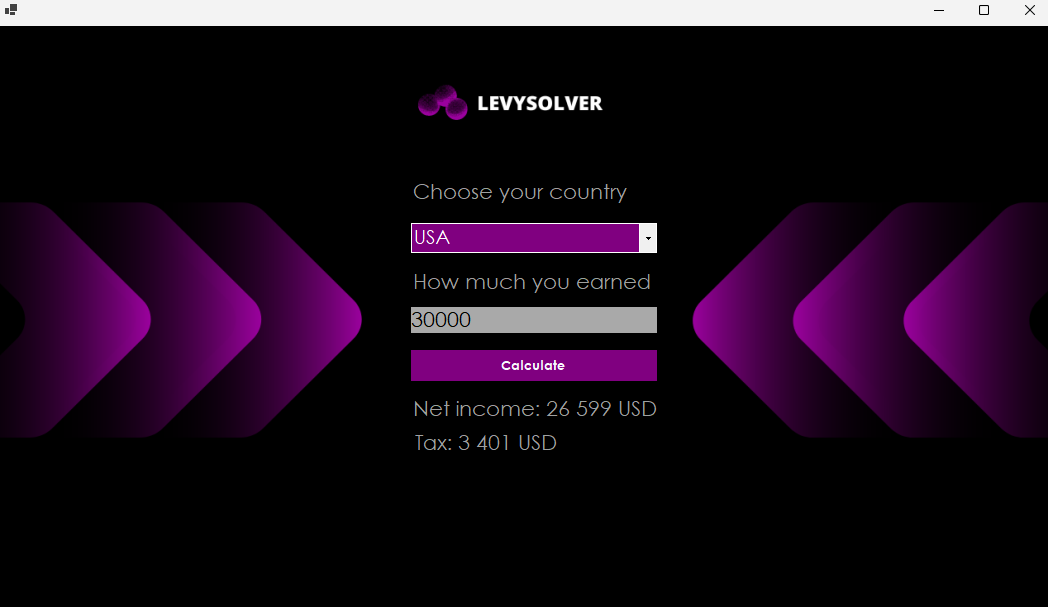 LEVYSOLVER
Choose your country
USA
How much you earned
30000
Calculate
Net income: 26 599 USD
Tax: 3 401 USD